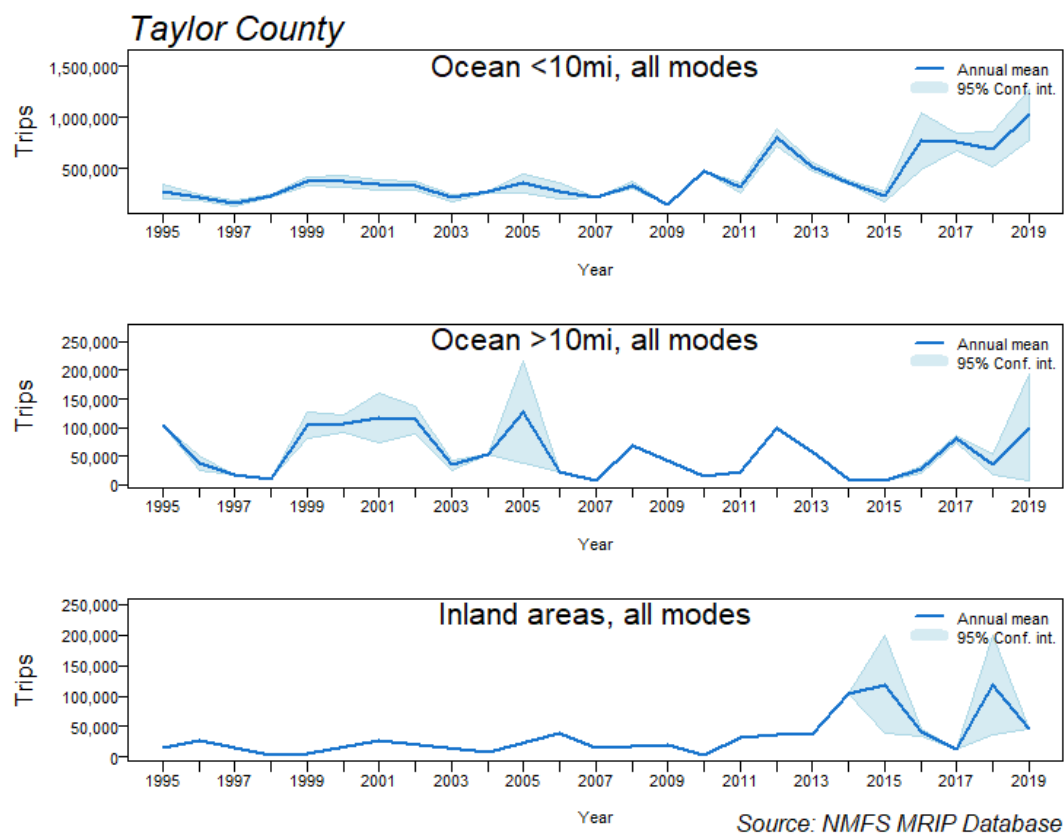 Taylor County
Ocean <10mi, all modes
Annual mean
95% Conf. int.
Trips
1,500,000
1,000,000
500,000
1995 1997 1999 2001 2003 2005 2007 2009 2011 2013 2015 2017 2019
Year
Ocean >10mi, all modes
Annual mean
95% Conf. int.
Trips
250,000
200,000
150,000
100,000
50,000
0
1995 1997 1999 2001 2003 2005 2007 2009 2011 2013 2015 2017 2019
Year
Inland areas, all modes
Annual mean
95% Conf. int.
Trips
250,000
200,000
150,000
100,000
50,000
0
1995 1997 1999 2001 2003 2005 2007 2009 2011 2013 2015 2017 2019
Year
Source: NMFS MRIP Database